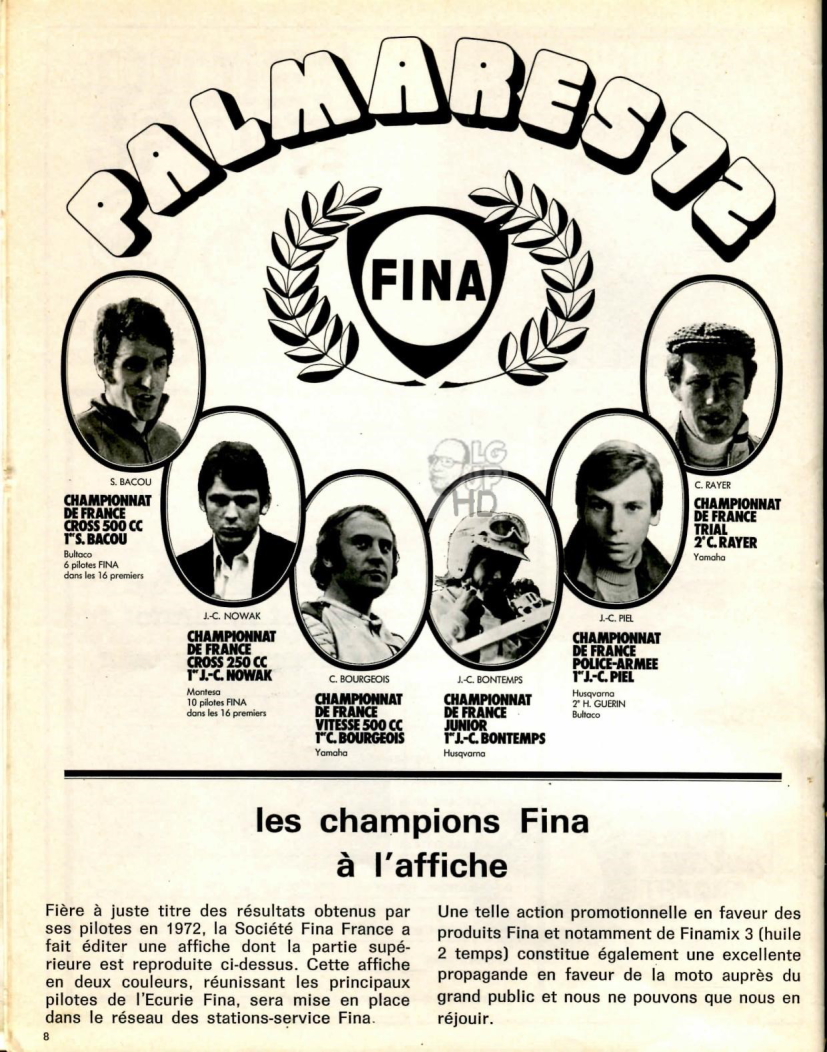 PALMARES 72
FINA
S. BACOU
CHAMPIONNAT
DE FRANCE
CROSS 500 CC
1er S. BACOU
Bultaco
6 pilotes FINA
dans les 16 premiers
J.-C. NOWAK
CHAMPIONNAT
DE FRANCE
CROSS 250 CC
1er J.-C. NOWAK
Montesa
10 pilotes FINA
dans les 16 premiers
C. BOURGEOIS
CHAMPIONNAT
DE FRANCE
VITESSE 500 CC
1er C. BOURGEOIS
Yamaha
LG
UP
HD
J.-C. BONTEMPS
CHAMPIONNAT
DE FRANCE
JUNIOR
1er J.-C. BONTEMPS
Husqvarna
J.-C. PIEL
CHAMPIONNAT
DE FRANCE
POLICE-ARMEE
1er J.-C. PIEL
Husqvarna
2e H. GUERIN
Bultaco
C. RAYER
CHAMPIONNAT
DE FRANCE
TRIAL
2e C. RAYER
Yamaha
les champions Fina
à l'affiche
Fière à juste titre des résultats obtenus par
ses pilotes en 1972, la Société Fina France a
fait éditer une affiche dont la partie supé-
rieure est reproduite ci-dessus. Cette affiche
en deux couleurs, réunissant les principaux
pilotes de l'Ecurie Fina, sera mise en place
dans le réseau des stations-service Fina.
Une telle action promotionnelle en faveur des
produits Fina et notamment de Finamix 3 (huile
2 temps) constitue également une excellente
propagande en faveur de la moto auprès du
grand public et nous ne pouvons que nous en
réjouir.
8